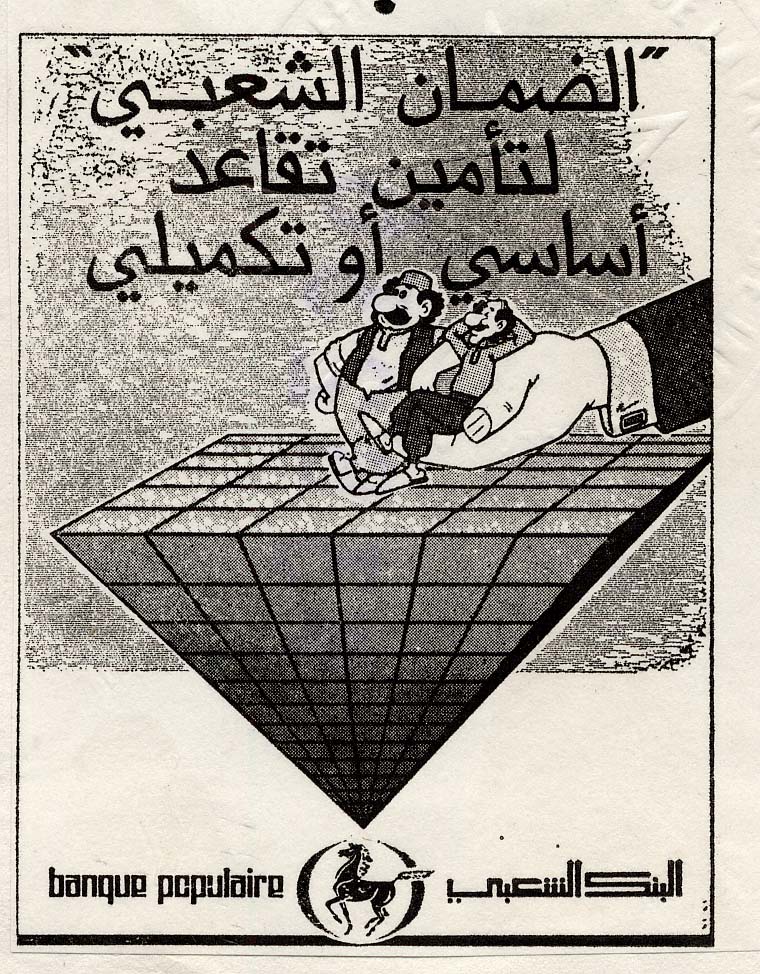 "الضمان الشعبي"
لتأمين تقاعد
أساسي أو تكميلي
banque populaire
البنك الشعبي